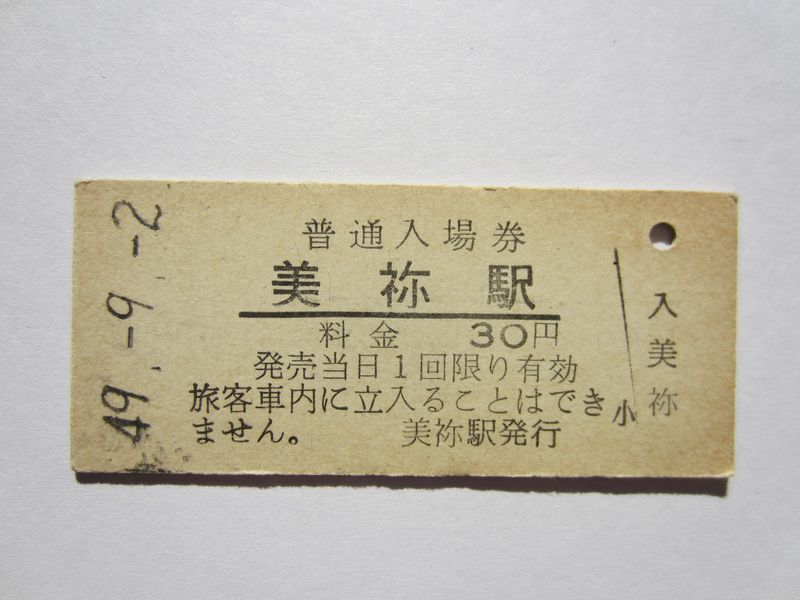 49.-9.-2
普通入場券
美祢駅
料金 30円
発売当日1回限り有効
旅客車内に立入ることはでき
ません。 美祢駅発行
小
入美祢